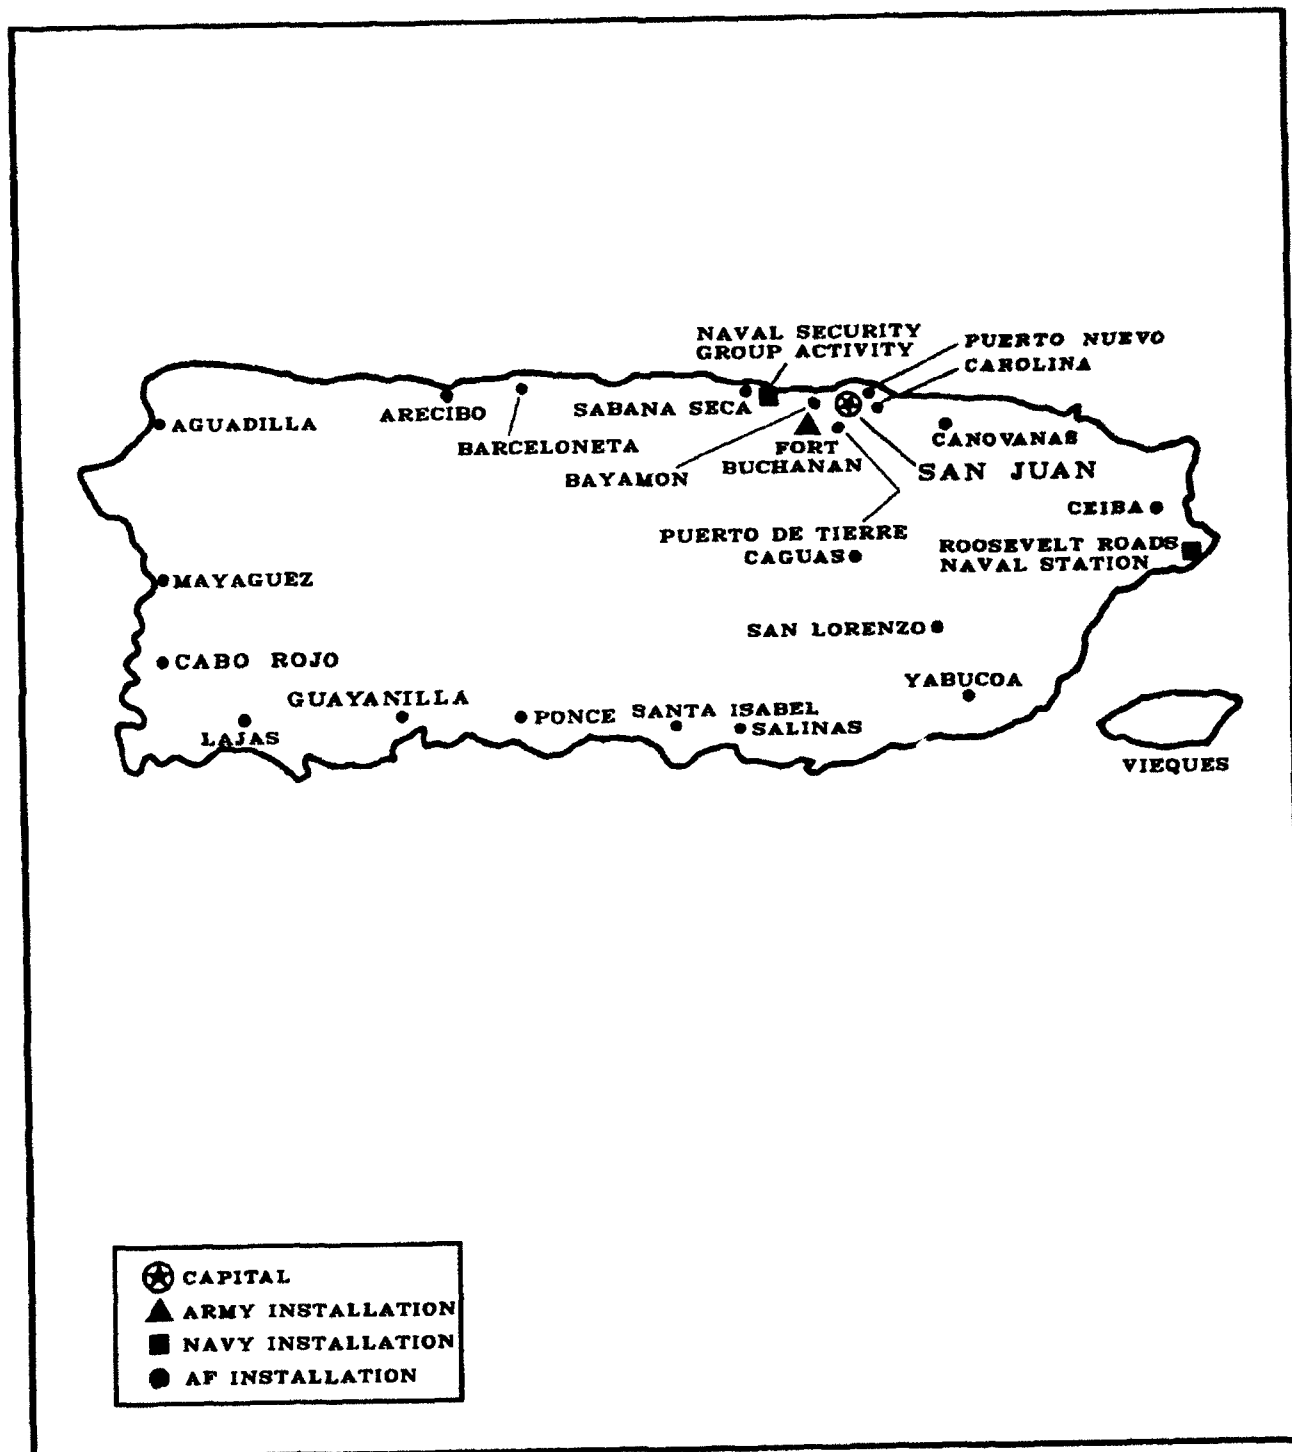 NAVAL SECURITY
GROUP ACTIVITY
PUERTO NUEVO
CAROLINA
AGUADILLA
ARECIBO
SABANA SECA
BARCELONETA
FORT
BUCHANAN
CANOVANAS
BAYAMON
SAN JUAN
CEIBA
PUERTO DE TIERRE
CAGUAS
ROOSEVELT ROADS
NAVAL STATION
MAYAGUEZ
SAN LORENZO
CABO ROJO
GUAYANILLA
YABUCOA
LAJAS
PONCE
SANTA ISABEL
SALINAS
VIEQUES
CAPITAL
ARMY INSTALLATION
NAVY INSTALLATION
AF INSTALLATION